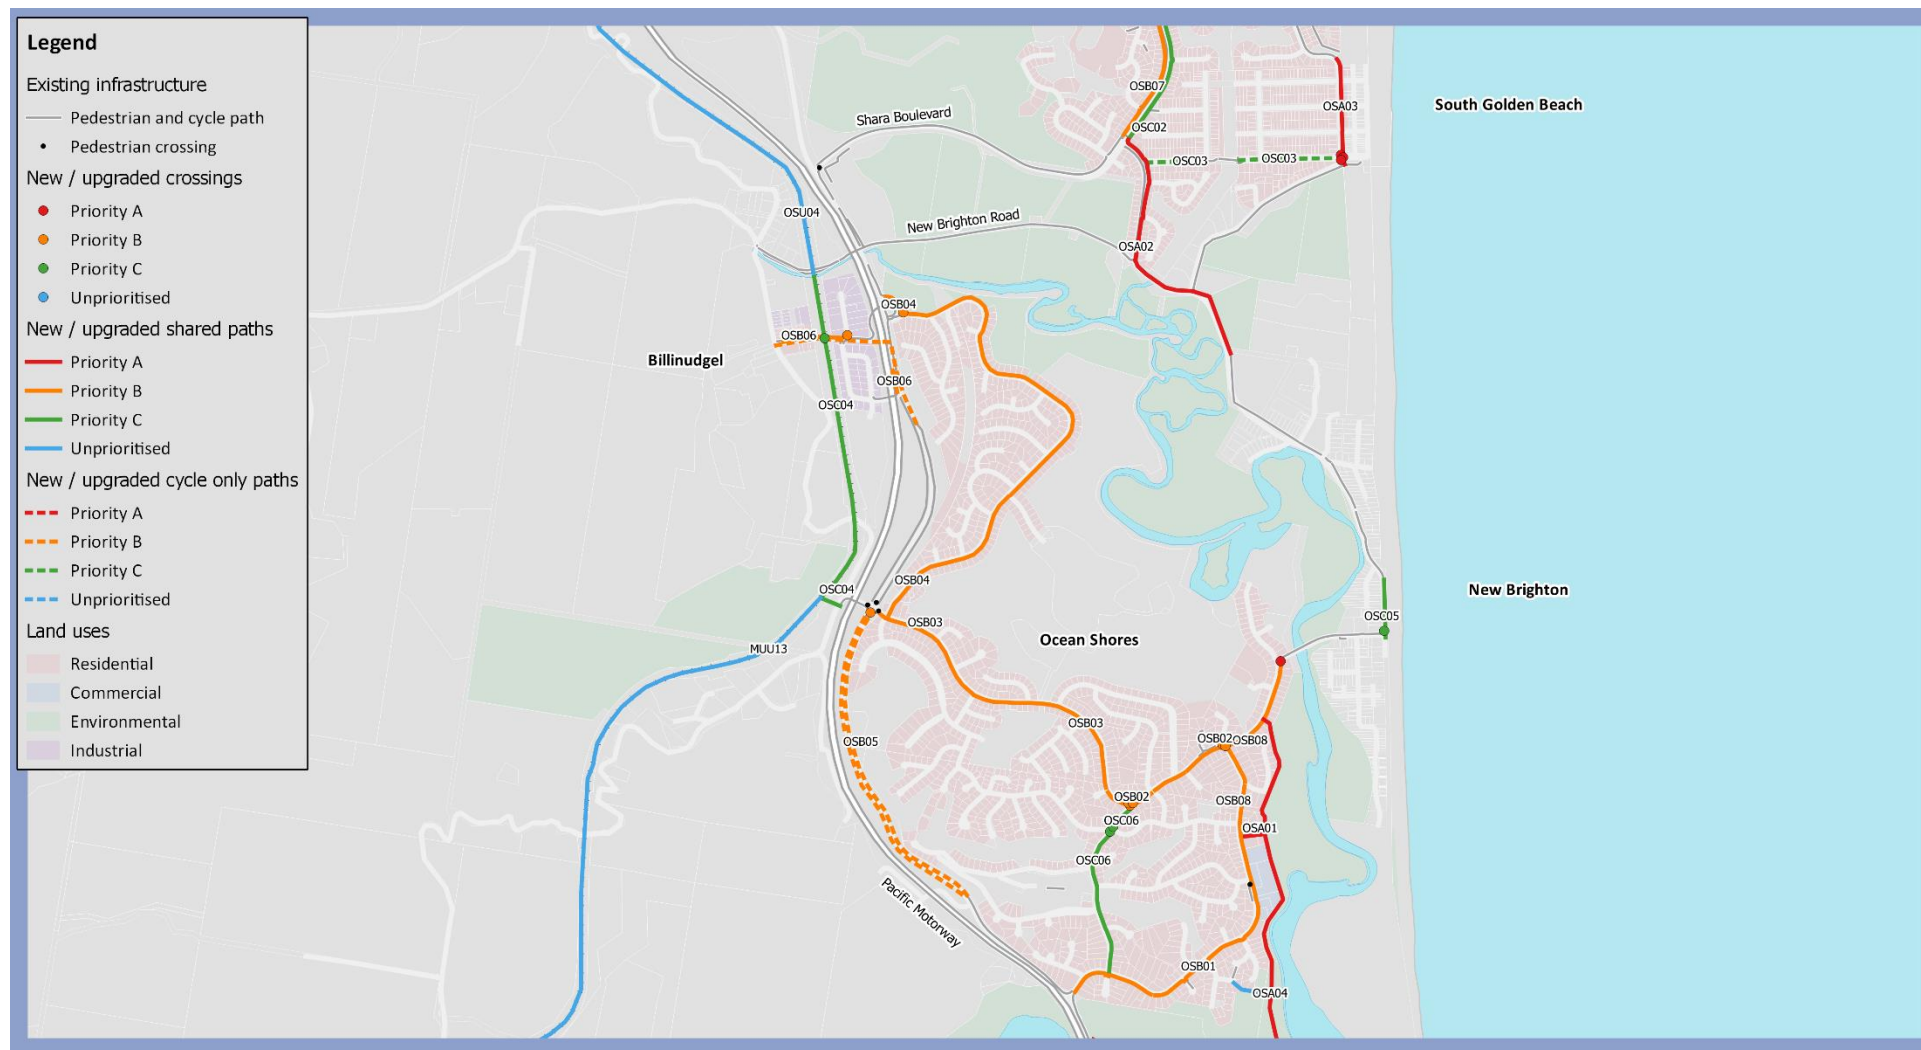 Legend
Existing infrastructure
Pedestrian and cycle path
Pedestrian crossing
New / upgraded crossings
Priority A
Priority B
Priority C
Unprioritised
New / upgraded shared paths
Priority A
Priority B
Priority C
Unprioritised
New / upgraded cycle only paths
Priority A
Priority B
Priority C
Unprioritised
Land uses
Residential
Commercial
Environmental
Industrial
OSB07
OSA03
South Golden Beach
Shara Boulevard
OSC02
OSC03
OSC03
OSU04
New Brighton Road
OSA02
OSB04
OSB06
Billinudgel
OSB06
OSC04
OSB04
OSC04
New Brighton
OSC05
OSB03
Ocean Shores
MUU13
OSB03
OSB05
OSB02
OSB08
OSB02
OSB08
OSC06
OSA01
OSC06
Pacific Motorway
OSB01
OSA04